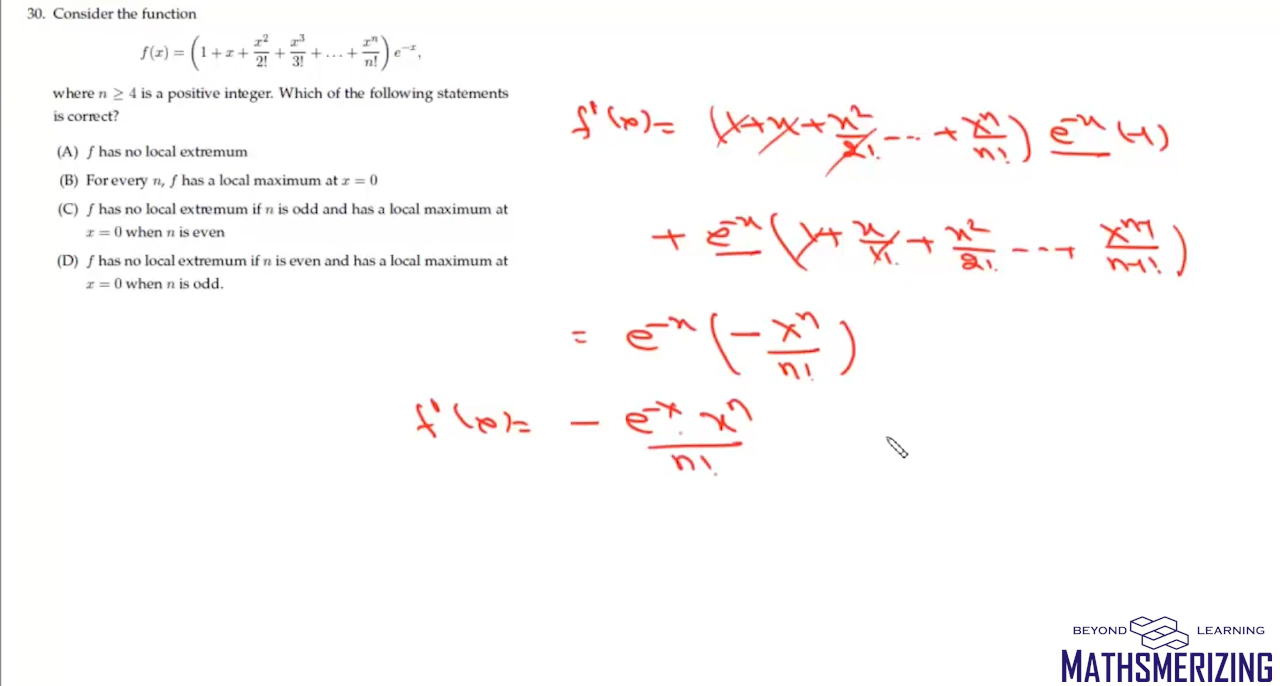 30. Consider the function
f(x) = (1 + x + x²/2! + x³/3! + ... + xⁿ/n!) e⁻ˣ,
where n ≥ 4 is a positive integer. Which of the following statements
is correct?
(A) f has no local extremum
(B) For every n, f has a local maximum at x = 0
(C) f has no local extremum if n is odd and has a local maximum at
x = 0 when n is even
(D) f has no local extremum if n is even and has a local maximum at
x = 0 when n is odd.
f'(x) = (1 + x + x²/2! ... + xⁿ/n!) e⁻ˣ (-1)
+ e⁻ˣ (1 + x/1! + x²/2! ... + xⁿ⁻¹/n-1!)
= e⁻ˣ (- xⁿ/n!)
f'(x) = - e⁻ˣ . xⁿ/n!
BEYOND LEARNING
MATHSMERIZING